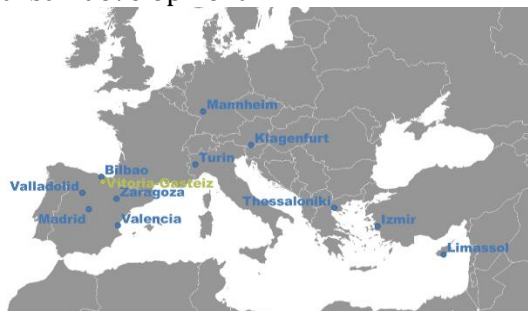 Mannheim
Klagenfurt
Turin
Bilbao
Vitoria-Gasteiz
Valladolid
Zaragoza
Madrid
Valencia
Thessaloniki
Izmir
Limassol